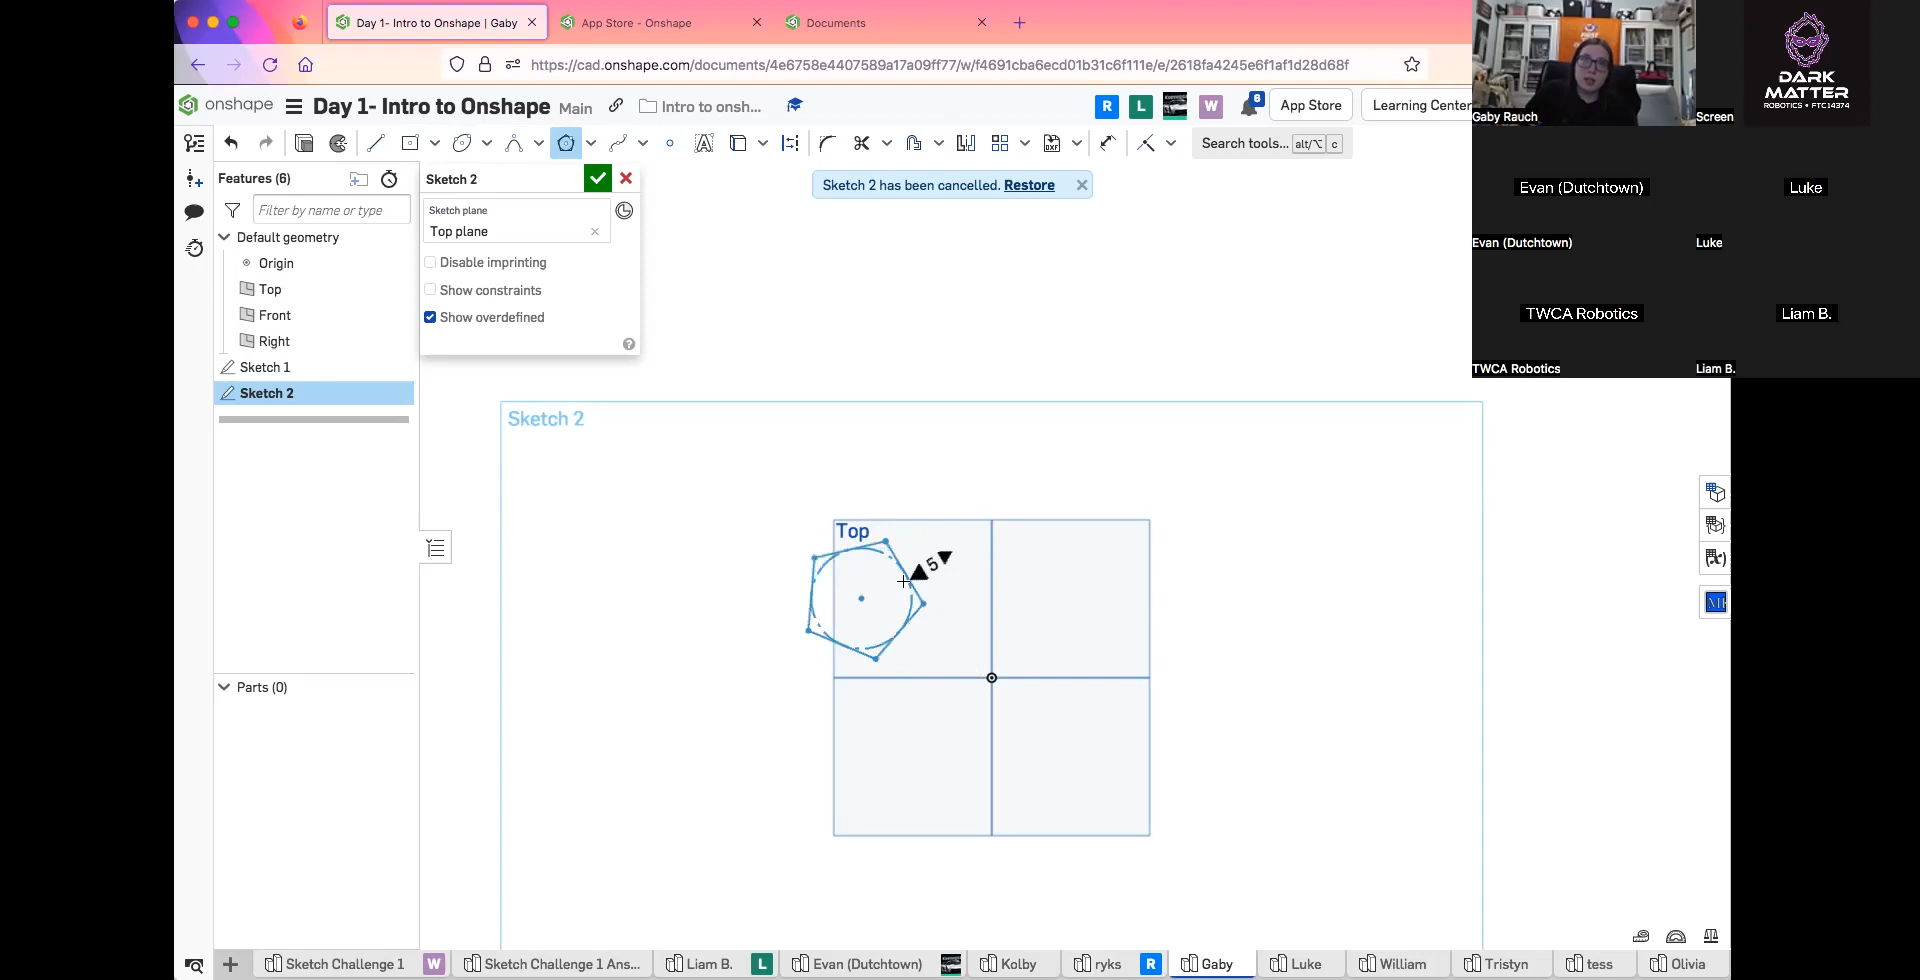 Day 1- Intro to Onshape | Gaby
App Store - Onshape
Documents
https://cad.onshape.com/documents/4e6758e4407589a17a09ff77/w/f4691cba6ecd01b31c6f111e/e/2618fa4245e6f1af1d28d68f
onshape
Day 1- Intro to Onshape
Main
Intro to onsh...
R
L
W
6
App Store
Learning Center
Search tools...
alt/⌥
c
Features (6)
Filter by name or type
Default geometry
Origin
Top
Front
Right
Sketch 1
Sketch 2
Parts (0)
Sketch 2
Sketch plane
Top plane
Disable imprinting
Show constraints
Show overdefined
Sketch 2 has been cancelled. Restore
Sketch 2
Top
5
Gaby Rauch
Screen
DARK
MATTER
ROBOTICS • FTC14374
Evan (Dutchtown)
Luke
Evan (Dutchtown)
Luke
TWCA Robotics
Liam B.
TWCA Robotics
Liam B.
(x)
Sketch Challenge 1
W
Sketch Challenge 1 Ans...
Liam B.
L
Evan (Dutchtown)
Kolby
ryks
R
Gaby
Luke
William
Tristyn
tess
Olivia